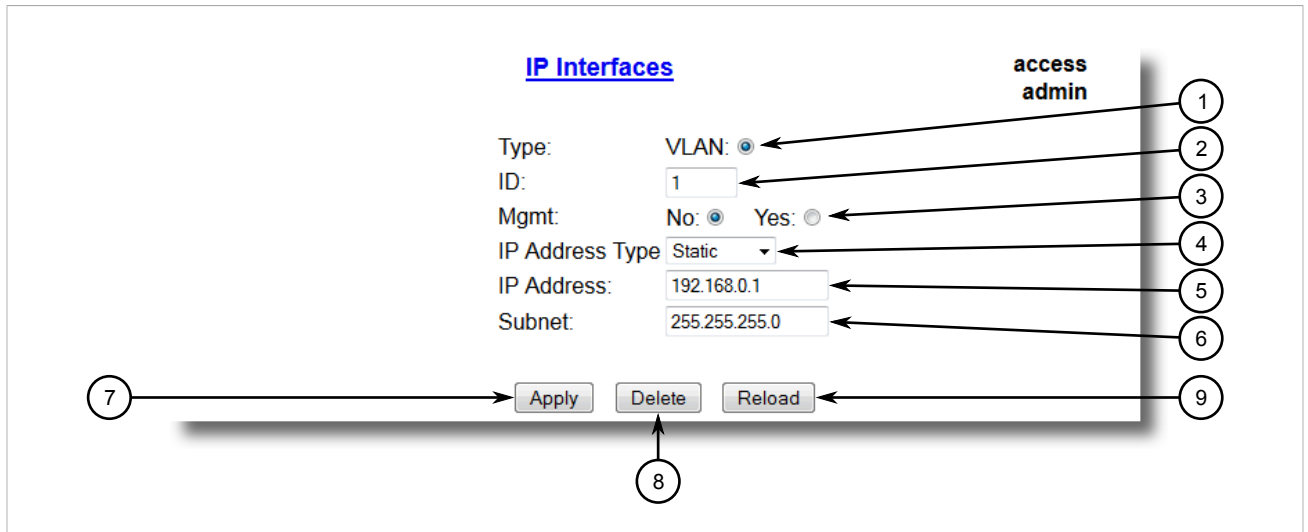 IP Interfaces
access
admin
Type: VLAN:
ID: 1
Mgmt: No: Yes:
IP Address Type Static
IP Address: 192.168.0.1
Subnet: 255.255.255.0
Apply Delete Reload
1
2
3
4
5
6
7
9
8